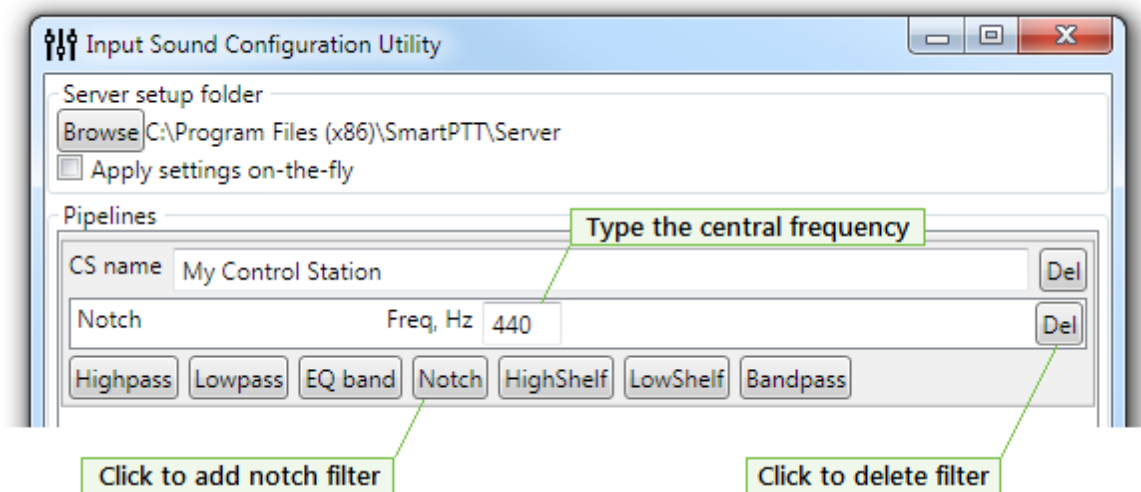 Input Sound Configuration Utility
Server setup folder
Browse C:\Program Files (x86)\SmartPTT\Server
Apply settings on-the-fly
Pipelines
Type the central frequency
CS name My Control Station Del
Notch Freq, Hz 440 Del
Highpass Lowpass EQ band Notch HighShelf LowShelf Bandpass
Click to add notch filter Click to delete filter